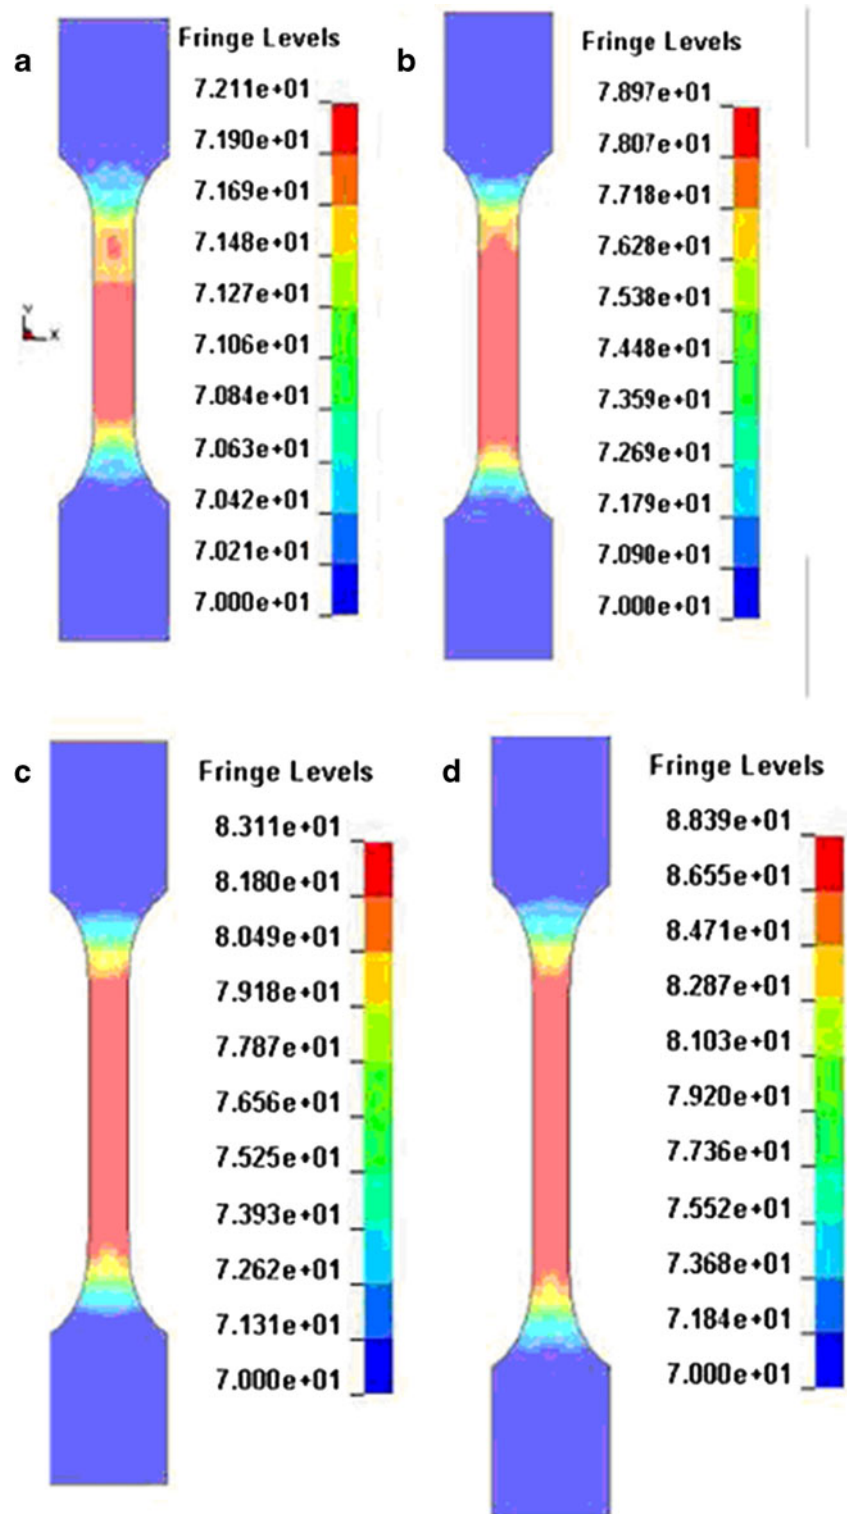 a
Fringe Levels
7.211e+01
7.190e+01
7.169e+01
7.148e+01
7.127e+01
7.106e+01
7.084e+01
7.063e+01
7.042e+01
7.021e+01
7.000e+01
Y
X
b
Fringe Levels
7.897e+01
7.807e+01
7.718e+01
7.628e+01
7.538e+01
7.448e+01
7.359e+01
7.269e+01
7.179e+01
7.090e+01
7.000e+01
c
Fringe Levels
8.311e+01
8.180e+01
8.049e+01
7.918e+01
7.787e+01
7.656e+01
7.525e+01
7.393e+01
7.262e+01
7.131e+01
7.000e+01
d
Fringe Levels
8.839e+01
8.655e+01
8.471e+01
8.287e+01
8.103e+01
7.920e+01
7.736e+01
7.552e+01
7.368e+01
7.184e+01
7.000e+01